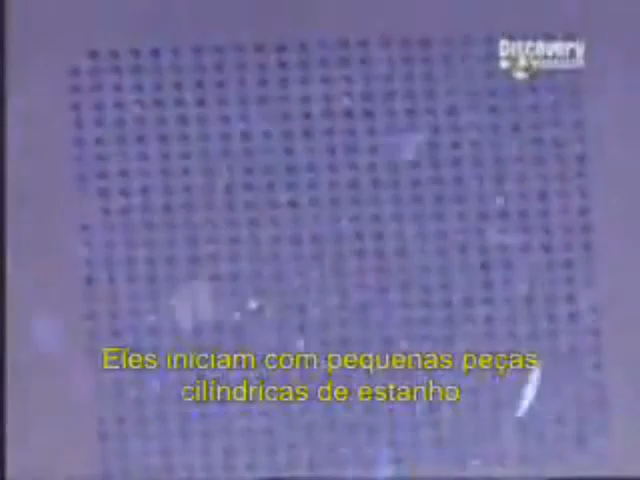 Discovery
Eles iniciam com pequenas peças
cilíndricas de estanho